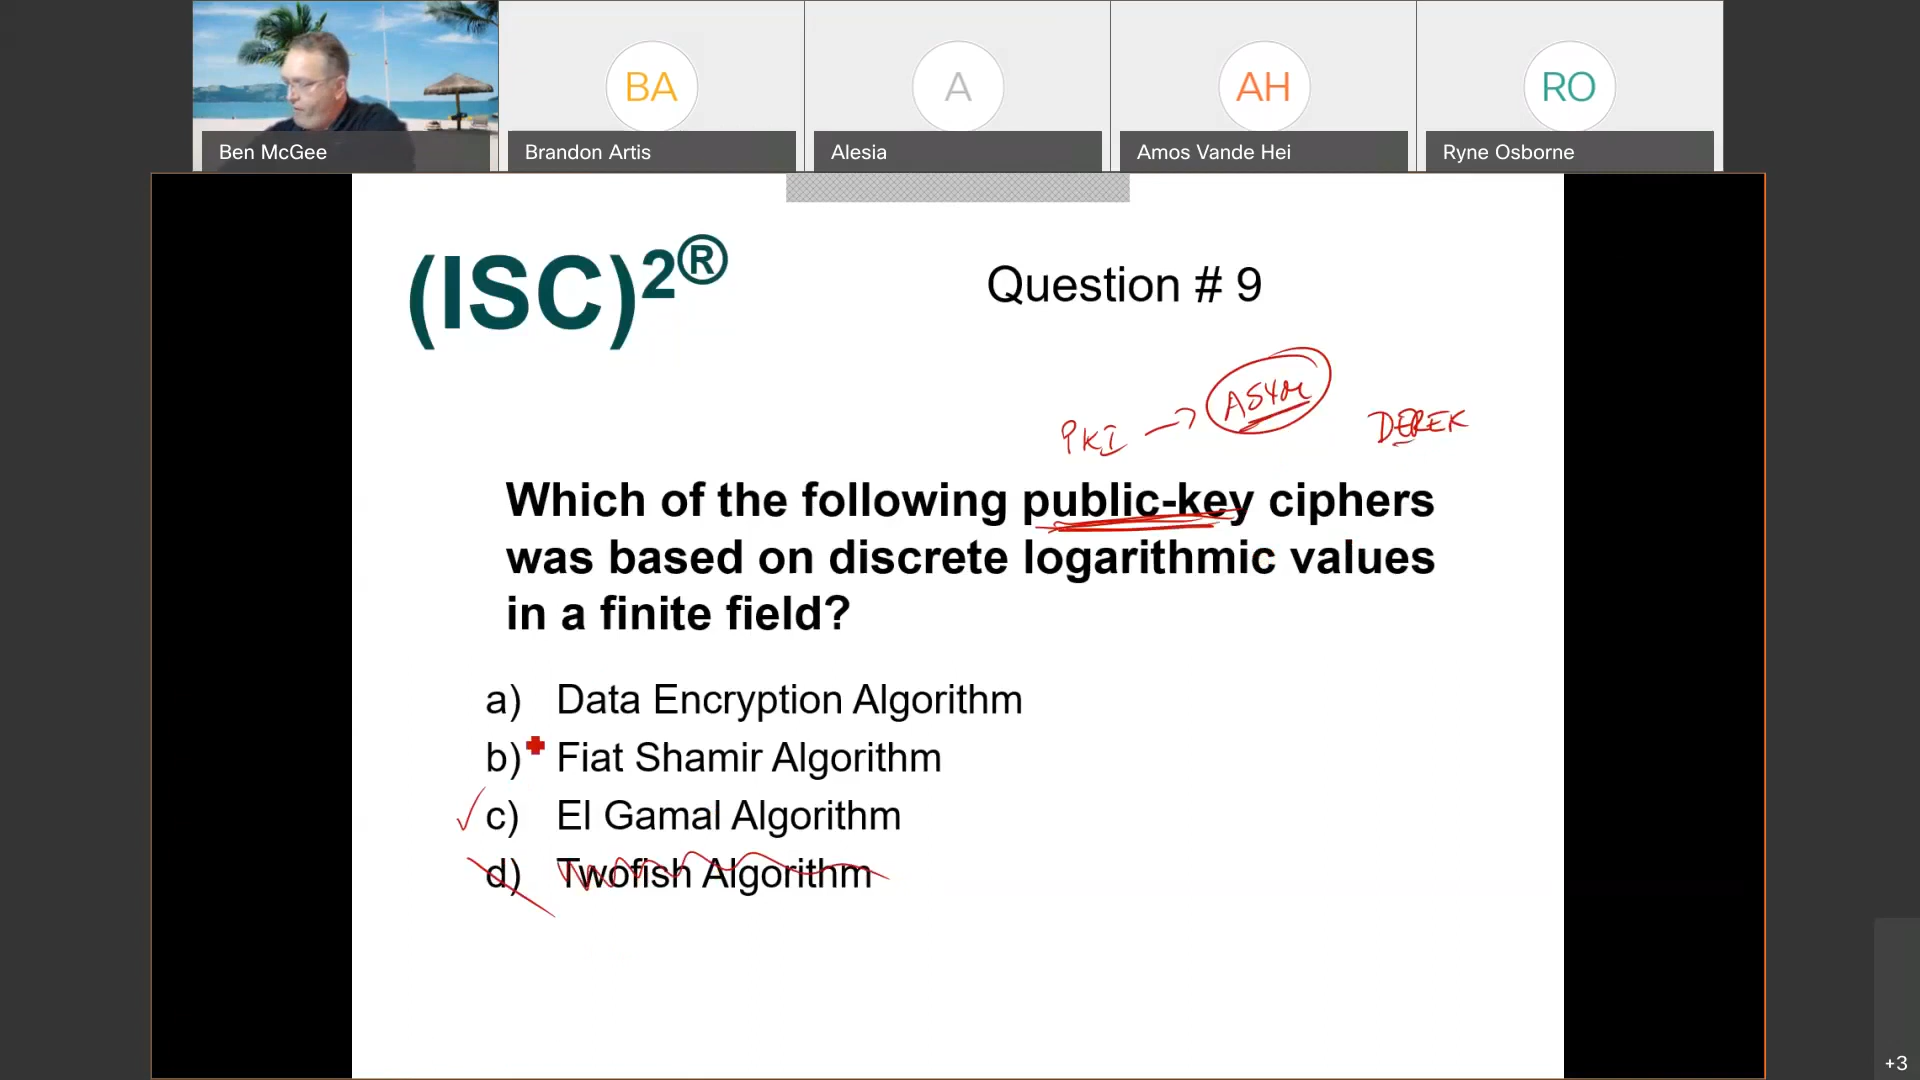 BA
A
AH
RO
Ben McGee
Brandon Artis
Alesia
Amos Vande Hei
Ryne Osborne
(ISC)2®
Question # 9
PKI → ASYM
DEREK
Which of the following public-key ciphers
was based on discrete logarithmic values
in a finite field?
a) Data Encryption Algorithm
b) Fiat Shamir Algorithm
c) El Gamal Algorithm
d) Twofish Algorithm
+3